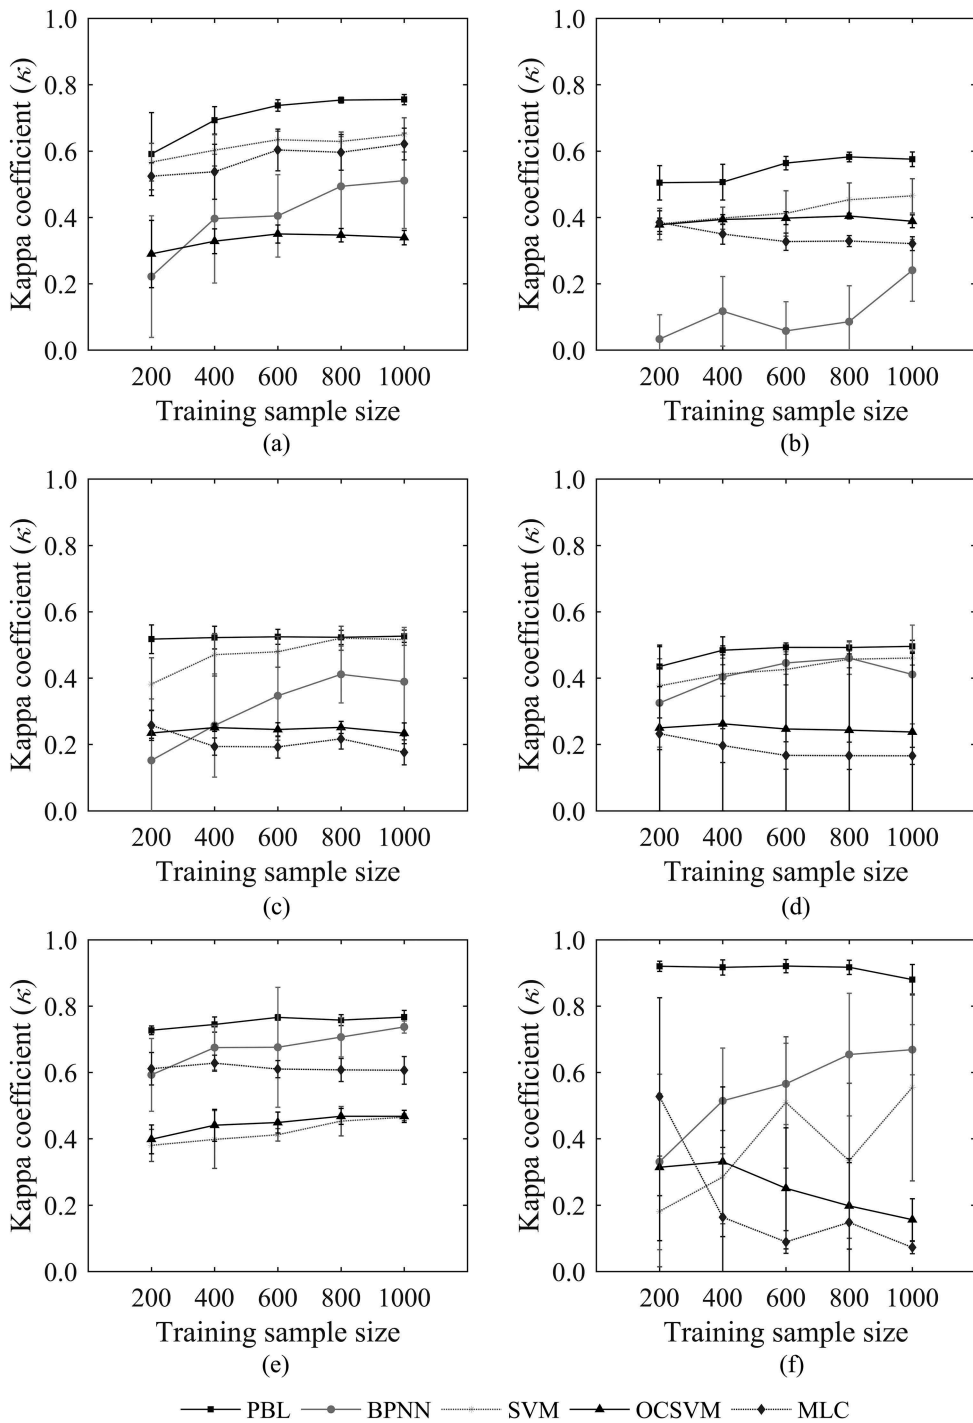 1.0 1.0
0.8 0.8
0.6 0.6
0.4 0.4
0.2 0.2
0.0 0.0
Kappa coefficient (κ) Kappa coefficient (κ)
200 400 600 800 1000 200 400 600 800 1000
Training sample size Training sample size
(a) (b)
1.0 1.0
0.8 0.8
0.6 0.6
0.4 0.4
0.2 0.2
0.0 0.0
Kappa coefficient (κ) Kappa coefficient (κ)
200 400 600 800 1000 200 400 600 800 1000
Training sample size Training sample size
(c) (d)
1.0 1.0
0.8 0.8
0.6 0.6
0.4 0.4
0.2 0.2
0.0 0.0
Kappa coefficient (κ) Kappa coefficient (κ)
200 400 600 800 1000 200 400 600 800 1000
Training sample size Training sample size
(e) (f)
PBL BPNN SVM OCSVM MLC